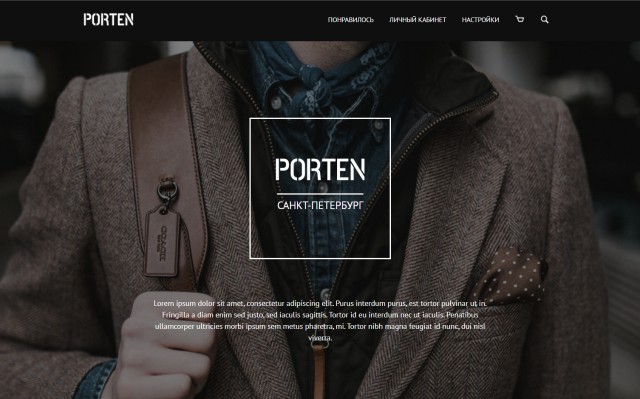 PORTEN
ПОНРАВИЛОСЬ ЛИЧНЫЙ КАБИНЕТ НАСТРОЙКИ
PORTEN
САНКТ-ПЕТЕРБУРГ
COACH
Lorem ipsum dolor sit amet, consectetur adipiscing elit. Purus interdum purus, est tortor pulvinar ut in.
Fringilla a diam enim sed justo, sed iaculis sagittis. Tortor id eu interdum nec ut iaculis. Penatibus
ullamcorper ultricies morbi ipsum sem metus pharetra, mi. Tortor nibh magna feugiat id nunc, dui nisl
viverra.